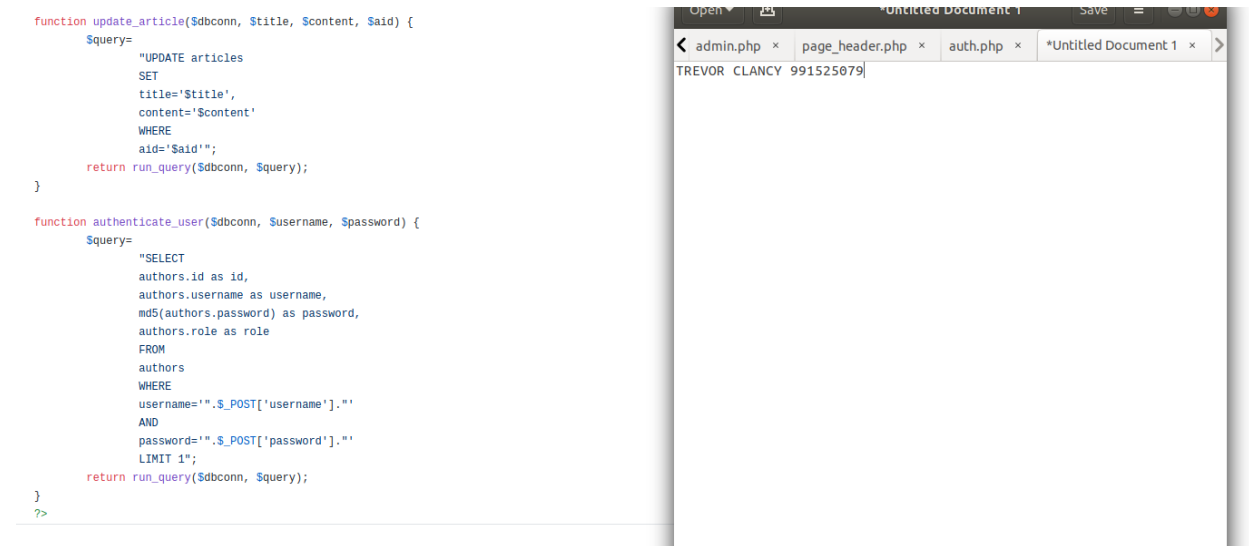 function update_article($dbconn, $title, $content, $aid) {
$query=
"UPDATE articles
SET
title='$title',
content='$content'
WHERE
aid='$aid'";
return run_query($dbconn, $query);
}
function authenticate_user($dbconn, $username, $password) {
$query=
"SELECT
authors.id as id,
authors.username as username,
md5(authors.password) as password,
authors.role as role
FROM
authors
WHERE
username='".$_POST['username']."'
AND
password='".$_POST['password']."'
LIMIT 1";
return run_query($dbconn, $query);
}
?>
Open *Untitled Document 1 Save
admin.php × page_header.php × auth.php × *Untitled Document 1 ×
TREVOR CLANCY 991525079